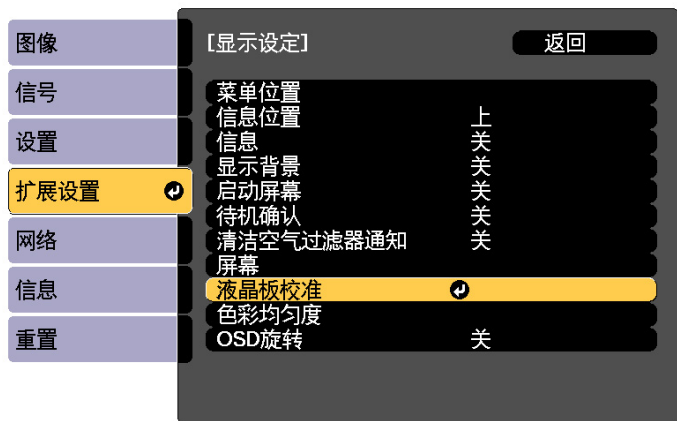 图像
信号
设置
扩展设置
网络
信息
重置
[显示设定] 返回
菜单位置
信息位置 上
信息 关
显示背景 关
启动屏幕 关
待机确认 关
清洁空气过滤器通知 关
屏幕
液晶板校准
色彩均匀度
OSD旋转 关